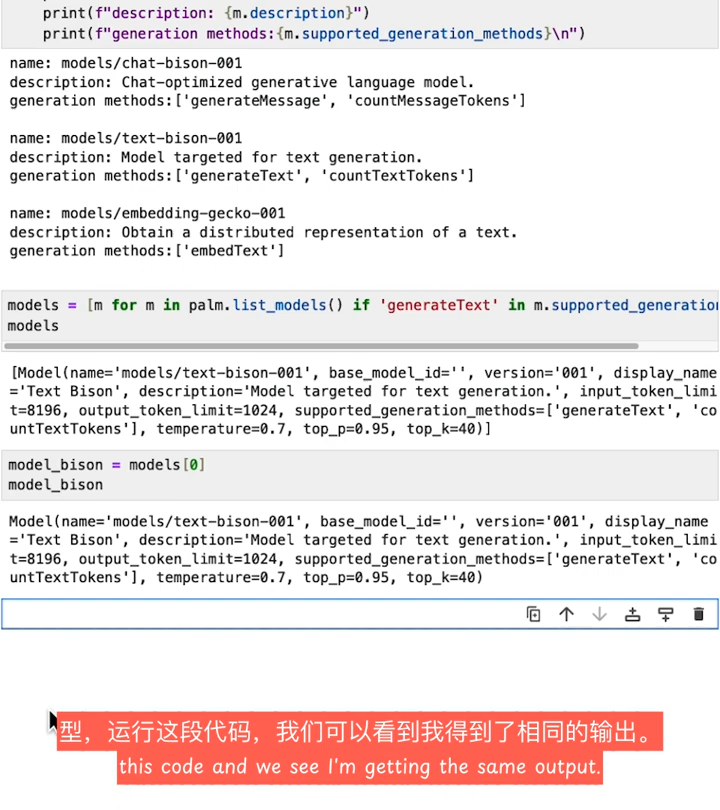 print(f"description: {m.description}")
print(f"generation methods:{m.supported_generation_methods}\n")
name: models/chat-bison-001
description: Chat-optimized generative language model.
generation methods:['generateMessage', 'countMessageTokens']
name: models/text-bison-001
description: Model targeted for text generation.
generation methods:['generateText', 'countTextTokens']
name: models/embedding-gecko-001
description: Obtain a distributed representation of a text.
generation methods:['embedText']
models = [m for m in palm.list_models() if 'generateText' in m.supported_generation
models
[Model(name='models/text-bison-001', base_model_id='', version='001', display_name
='Text Bison', description='Model targeted for text generation.', input_token_limi
t=8196, output_token_limit=1024, supported_generation_methods=['generateText', 'co
untTextTokens'], temperature=0.7, top_p=0.95, top_k=40)]
model_bison = models[0]
model_bison
Model(name='models/text-bison-001', base_model_id='', version='001', display_name
='Text Bison', description='Model targeted for text generation.', input_token_limi
t=8196, output_token_limit=1024, supported_generation_methods=['generateText', 'co
untTextTokens'], temperature=0.7, top_p=0.95, top_k=40)
型，运行这段代码，我们可以看到我得到了相同的输出。
this code and we see I'm getting the same output.